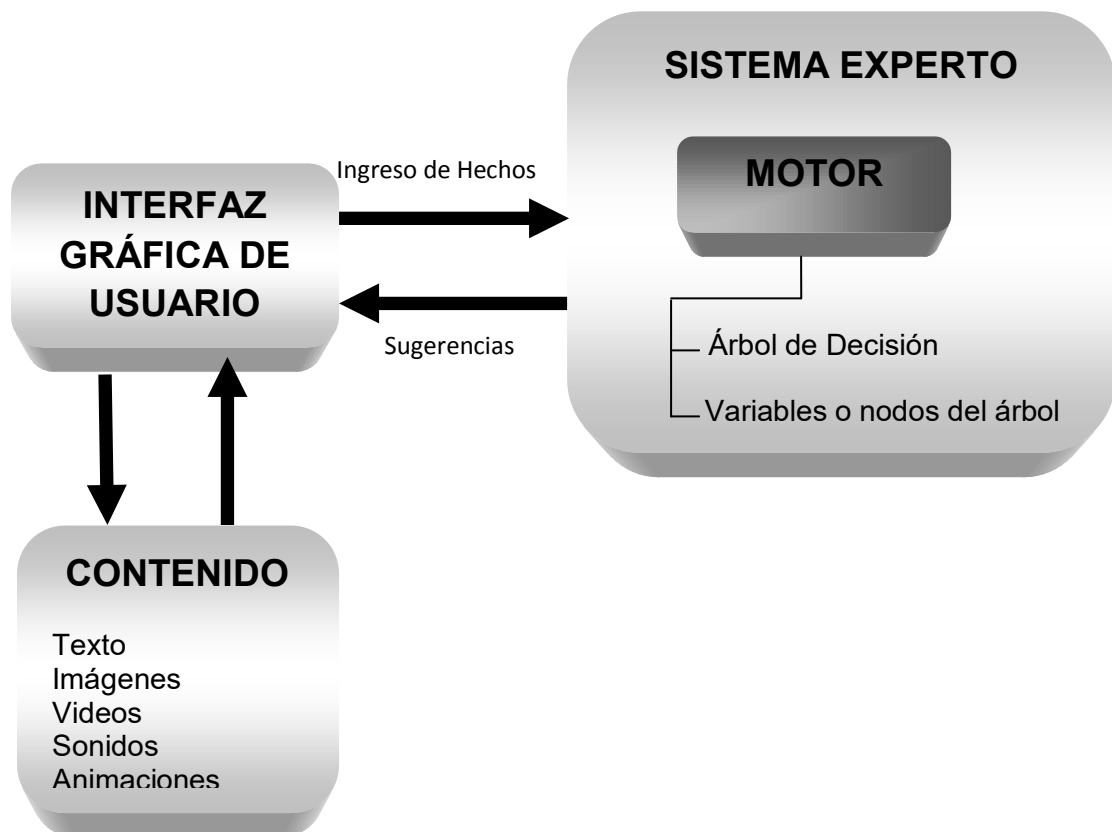 SISTEMA EXPERTO
MOTOR
Árbol de Decisión
Variables o nodos del árbol
Ingreso de Hechos
Sugerencias
INTERFAZ
GRÁFICA DE
USUARIO
CONTENIDO
Texto
Imágenes
Videos
Sonidos
Animaciones